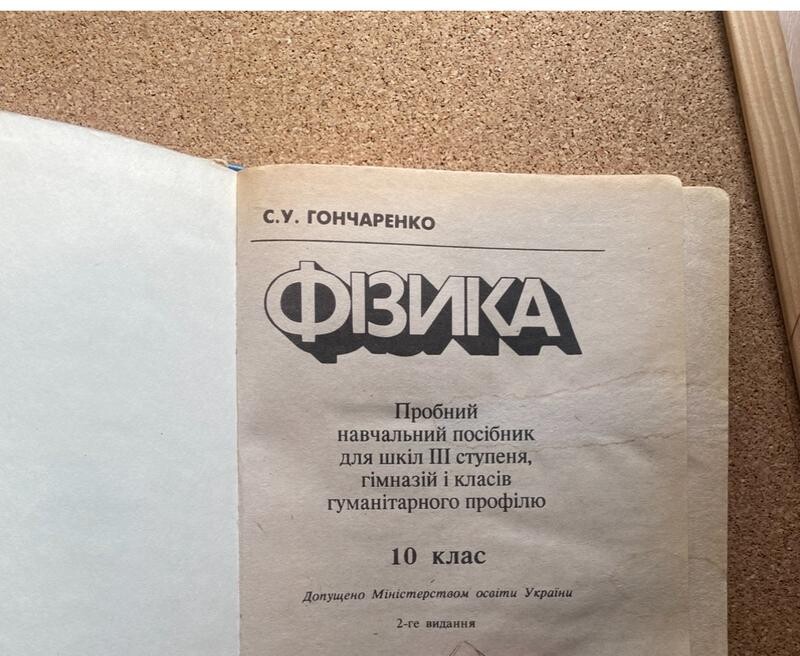 С.У. ГОНЧАРЕНКО
ФІЗИКА
Пробний
навчальний посібник
для шкіл III ступеня,
гімназій і класів
гуманітарного профілю
10 клас
Допущено Міністерством освіти України
2-ге видання